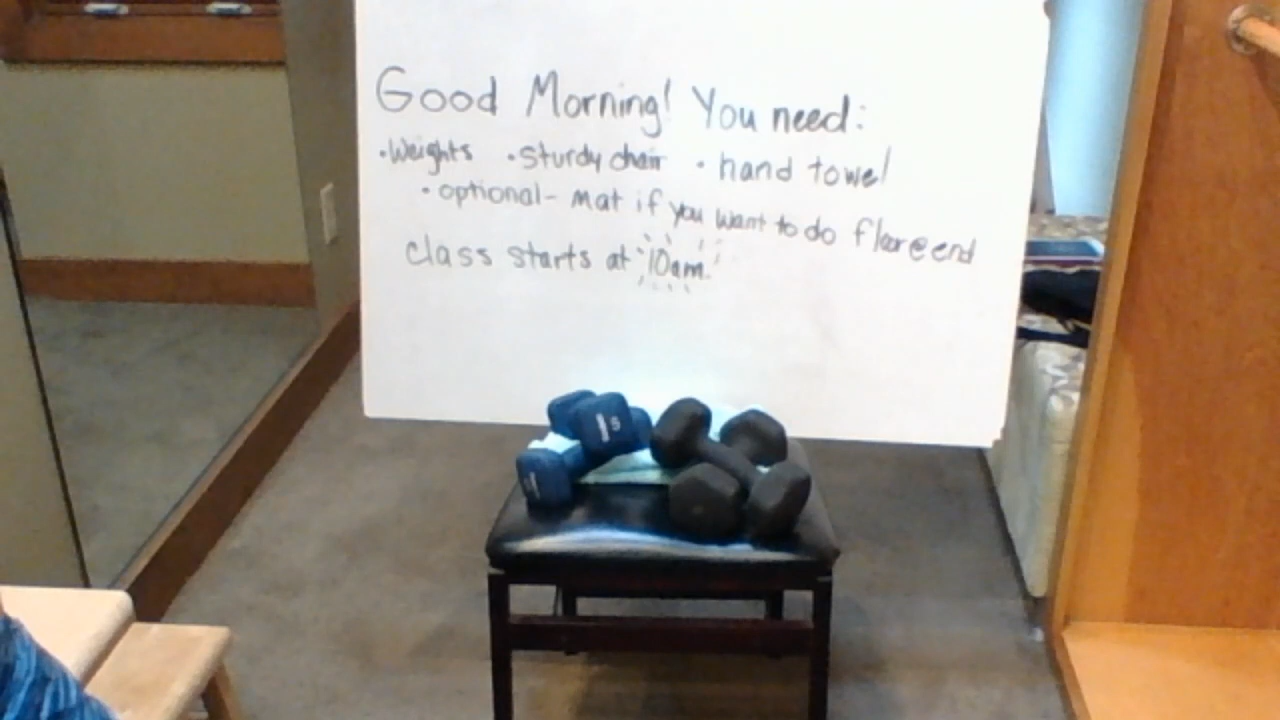 Good Morning! You need:
• Weights • Sturdy chair • hand towel
• optional - mat if you want to do floor @ end
class starts at 10am.
5